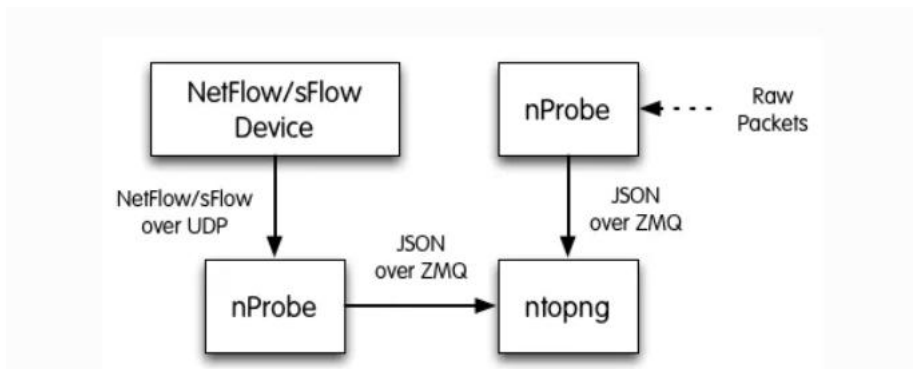 NetFlow/sFlow
Device
nProbe
Raw
Packets
NetFlow/sFlow
over UDP
JSON
over ZMQ
JSON
over ZMQ
nProbe
ntopng